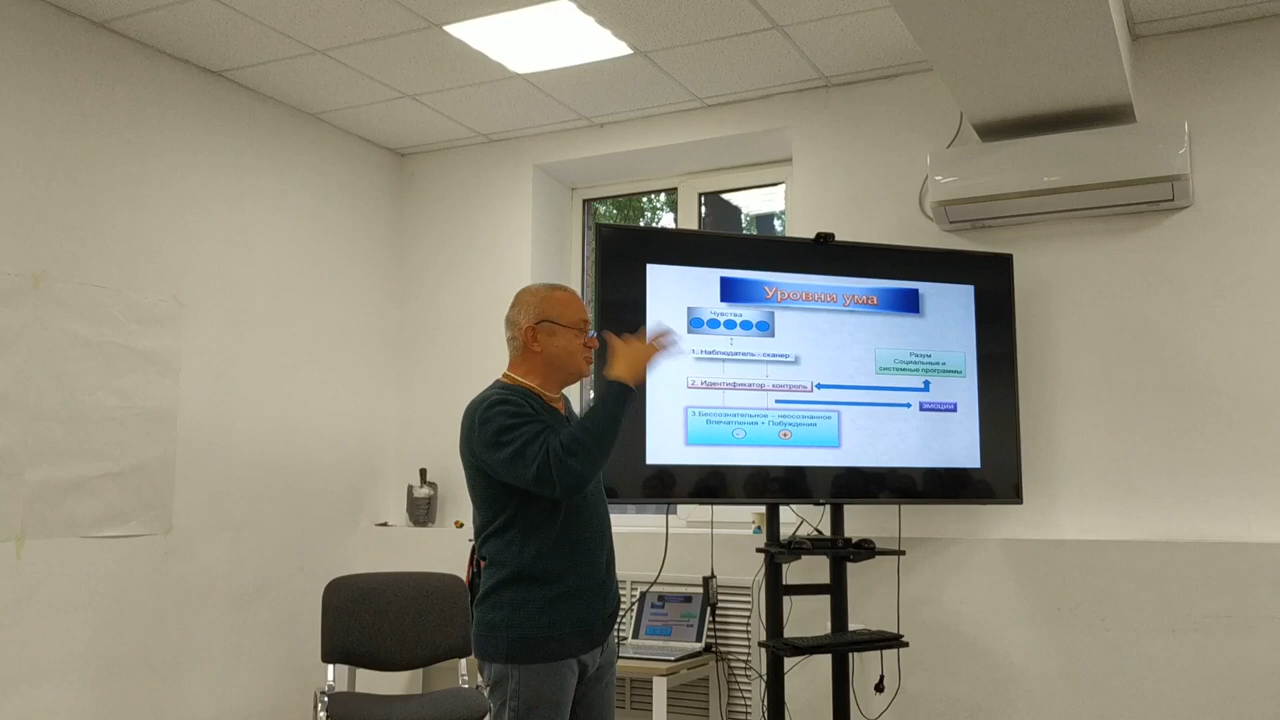 Уровни ума
Чувства
1. Наблюдатель - сканер
Разум
Социальные и
системные программы
2. Идентификатор - контроль
эмоции
3.Бессознательное – неосознанное
Впечатления + Побуждения
- +